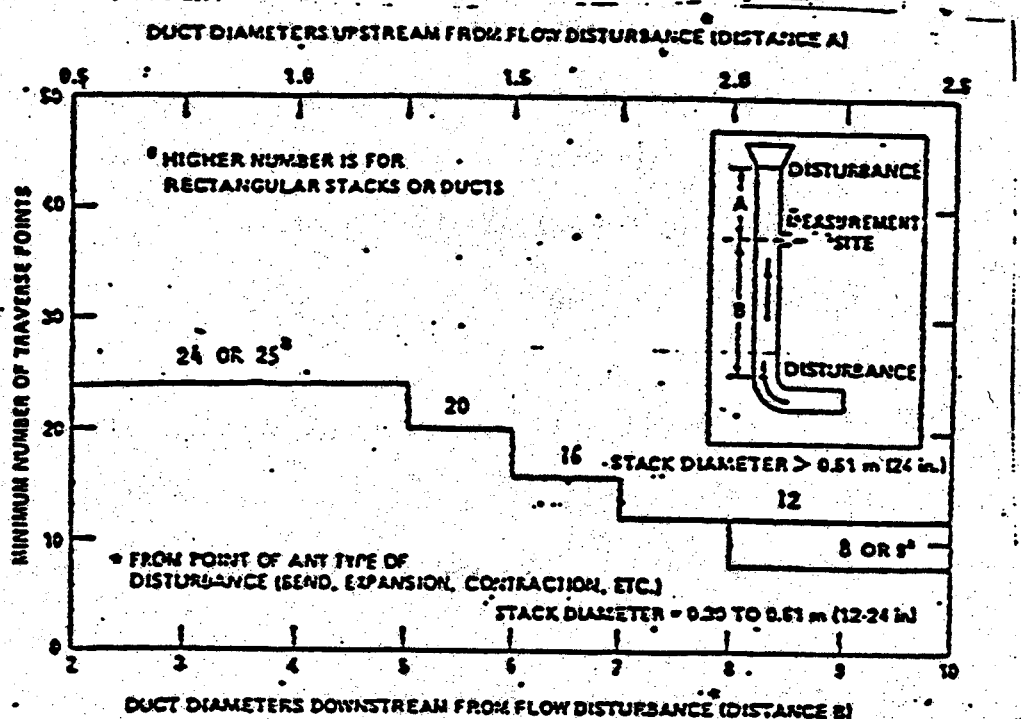 DUCT DIAMETERS UPSTREAM FROM FLOW DISTURBANCE* (DISTANCE A)
0.5 1.0 1.5 2.0 2.5
50
* HIGHER NUMBER IS FOR
RECTANGULAR STACKS OR DUCTS
DISTURBANCE
A
MEASUREMENT
SITE
B
DISTURBANCE
40
30
20
10
0
MINIMUM NUMBER OF TRAVERSE POINTS
24 OR 25a
20
16
STACK DIAMETER > 0.61 m (24 in.)
12
8 OR 9a
* FROM POINT OF ANY TYPE OF
DISTURBANCE (BEND, EXPANSION, CONTRACTION, ETC.)
STACK DIAMETER = 0.30 TO 0.61 m (12-24 in)
2 3 4 5 6 7 8 9 10
DUCT DIAMETERS DOWNSTREAM FROM FLOW DISTURBANCE* (DISTANCE B)